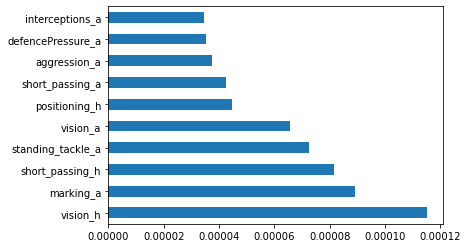 interceptions_a
defencePressure_a
aggression_a
short_passing_a
positioning_h
vision_a
standing_tackle_a
short_passing_h
marking_a
vision_h
0.00000 0.00002 0.00004 0.00006 0.00008 0.00010 0.00012